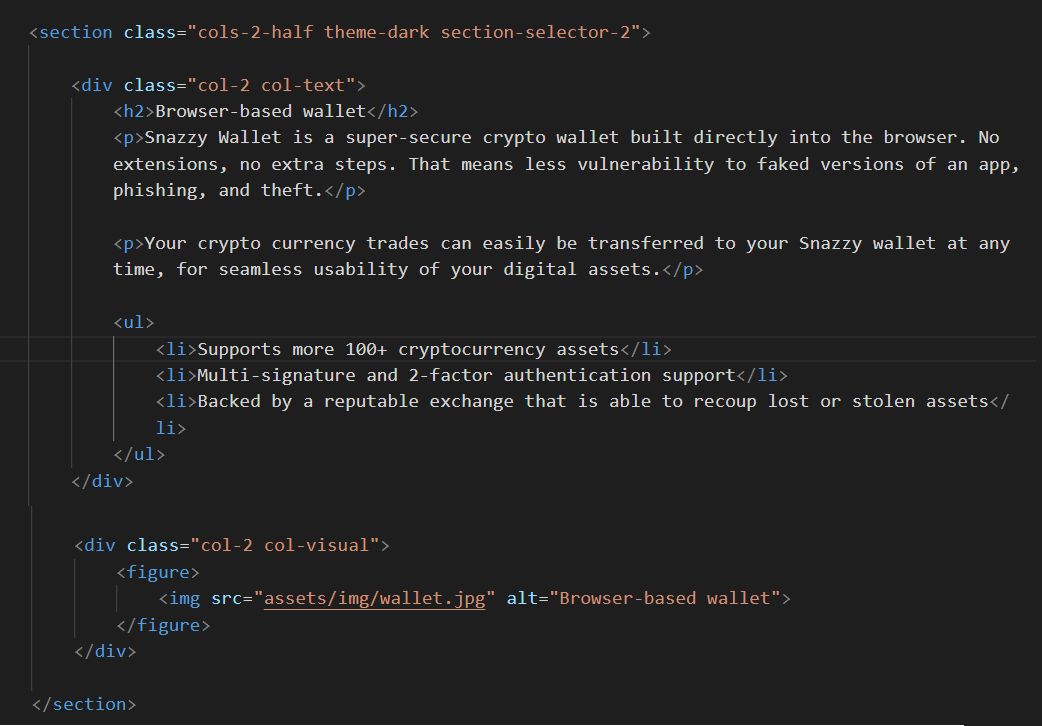 <section class="cols-2-half theme-dark section-selector-2">
<div class="col-2 col-text">
<h2>Browser-based wallet</h2>
<p>Snazzy Wallet is a super-secure crypto wallet built directly into the browser. No
extensions, no extra steps. That means less vulnerability to faked versions of an app,
phishing, and theft.</p>
<p>Your crypto currency trades can easily be transferred to your Snazzy wallet at any
time, for seamless usability of your digital assets.</p>
<ul>
<li>Supports more 100+ cryptocurrency assets</li>
<li>Multi-signature and 2-factor authentication support</li>
<li>Backed by a reputable exchange that is able to recoup lost or stolen assets</
li>
</ul>
</div>
<div class="col-2 col-visual">
<figure>
<img src="assets/img/wallet.jpg" alt="Browser-based wallet">
</figure>
</div>
</section>